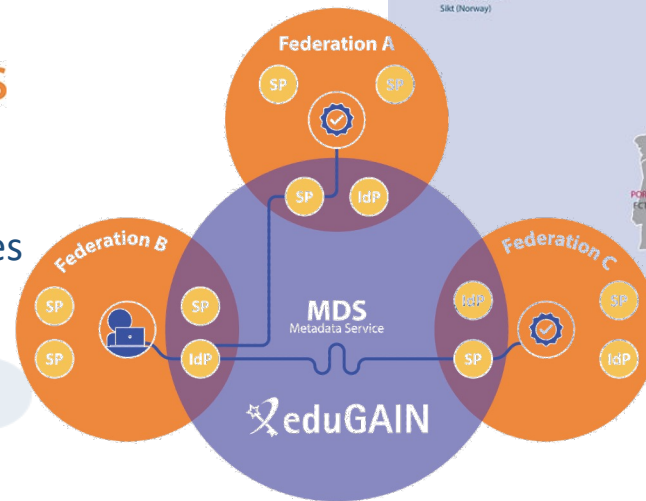 Sikt (Norway)
Federation A
s
SP
SP
SP
IdP
es
Federation B
SP
SP
SP
IdP
MDS
Metadata Service
eduGAIN
Federation C
IdP
SP
SP
IdP